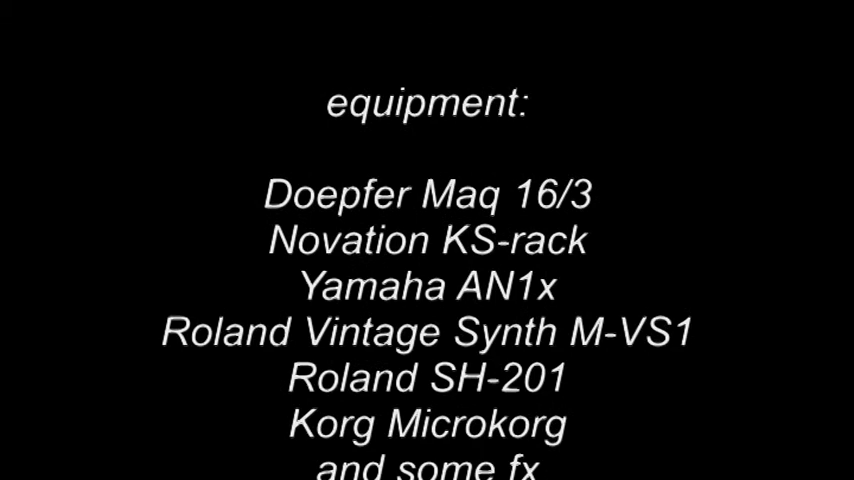 equipment:
Doepfer Maq 16/3
Novation KS-rack
Yamaha AN1x
Roland Vintage Synth M-VS1
Roland SH-201
Korg Microkorg
and some fx